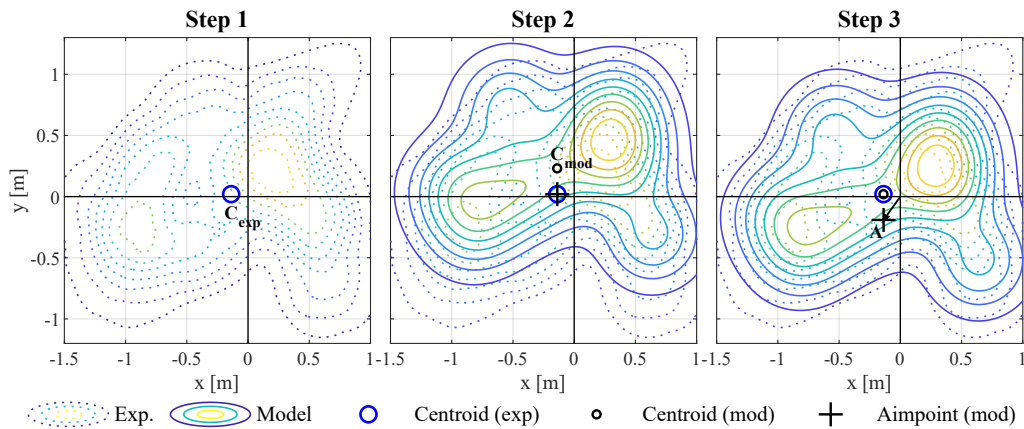 Step 1 Step 2 Step 3
1
0.5
0
-0.5
-1
y [m]
C_exp
C_mod
A
-1.5 -1 -0.5 0 0.5 1
-1 -0.5 0 0.5 1
-1.5 -1 -0.5 0 0.5 1
x [m] x [m] x [m]
Exp. Model Centroid (exp) Centroid (mod) Aimpoint (mod)